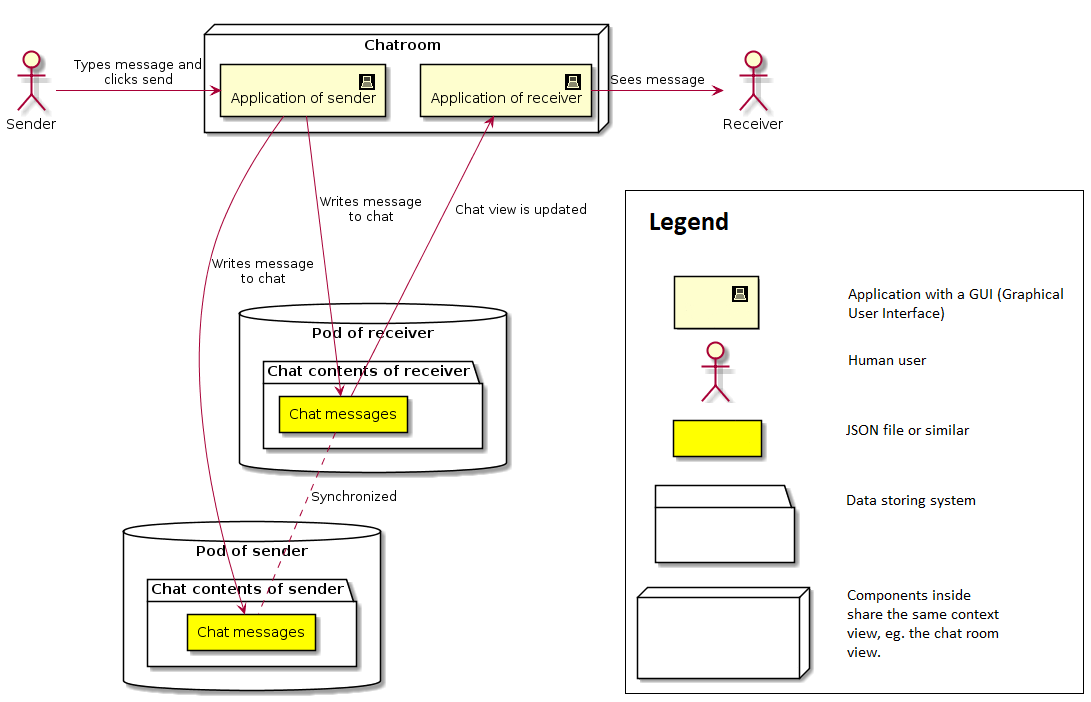 Chatroom
Types message and
clicks send
Sender
Application of sender
Application of receiver
Sees message
Receiver
Writes message
to chat
Chat view is updated
Writes message
to chat
Pod of receiver
Chat contents of receiver
Chat messages
Synchronized
Pod of sender
Chat contents of sender
Chat messages
Legend
Application with a GUI (Graphical
User Interface)
Human user
JSON file or similar
Data storing system
Components inside
share the same context
view, eg. the chat room
view.